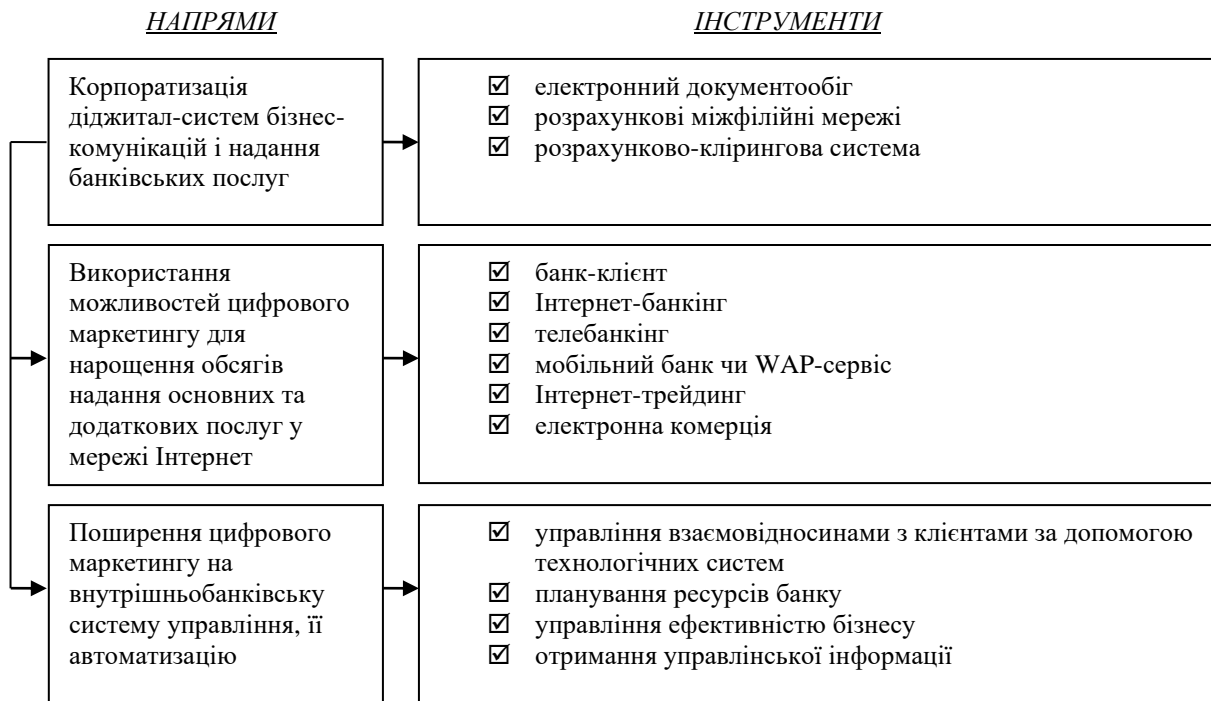 НАПРЯМИ
ІНСТРУМЕНТИ
Корпоратизація
діджитал-систем бізнес-
комунікацій і надання
банківських послуг
електронний документообіг
розрахункові міжфілійні мережі
розрахунково-клірингова система
Використання
можливостей цифрового
маркетингу для
нарощення обсягів
надання основних та
додаткових послуг у
мережі Інтернет
банк-клієнт
Інтернет-банкінг
телебанкінг
мобільний банк чи WAP-сервіс
Інтернет-трейдинг
електронна комерція
Поширення цифрового
маркетингу на
внутрішньобанківську
систему управління, її
автоматизацію
управління взаємовідносинами з клієнтами за допомогою
технологічних систем
планування ресурсів банку
управління ефективністю бізнесу
отримання управлінської інформації